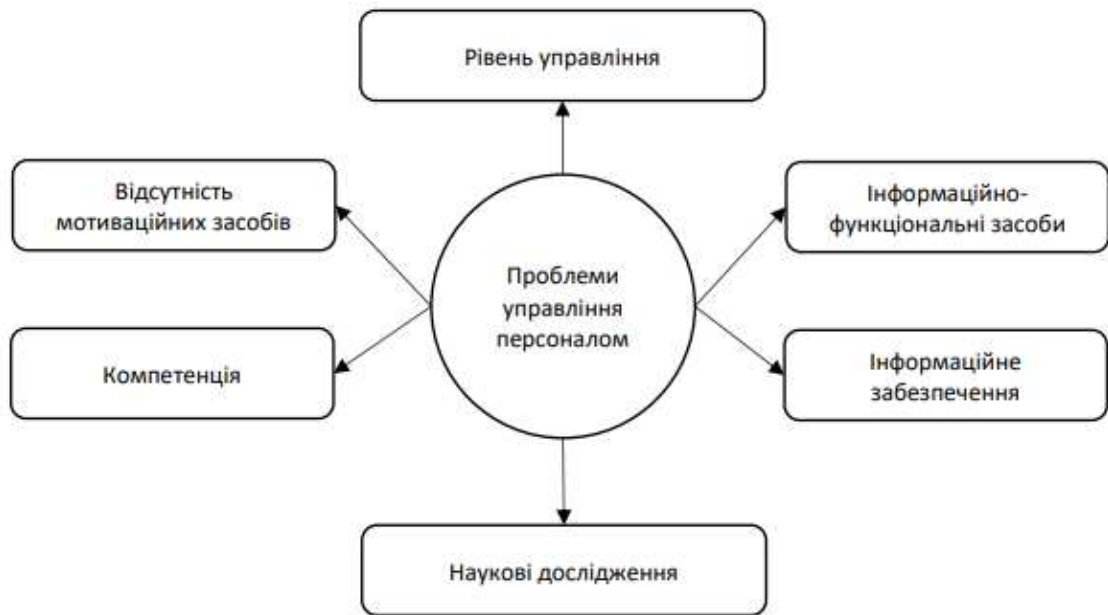 Рівень управління
Відсутність
мотиваційних засобів
Інформаційно-
функціональні засоби
Проблеми
управління
персоналом
Компетенція
Інформаційне
забезпечення
Наукові дослідження